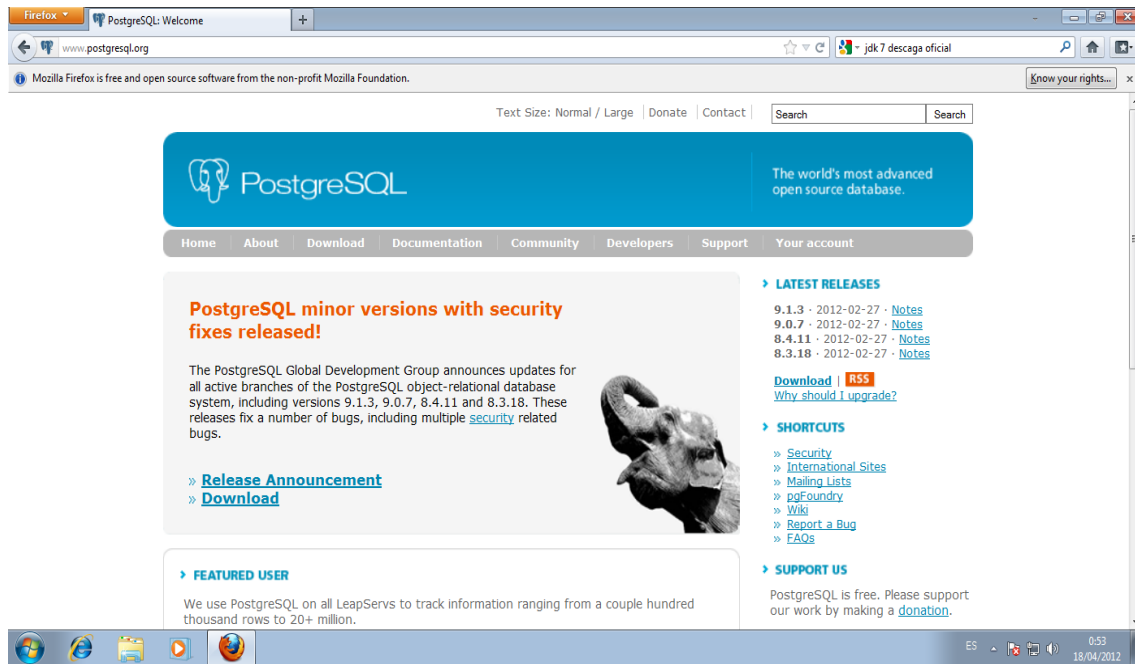 Firefox
PostgreSQL: Welcome
www.postgresql.org
jdk 7 descaga oficial
Mozilla Firefox is free and open source software from the non-profit Mozilla Foundation.
Know your rights...
Text Size: Normal / Large
Donate
Contact
Search
Search
PostgreSQL
The world's most advanced
open source database.
Home
About
Download
Documentation
Community
Developers
Support
Your account
PostgreSQL minor versions with security
fixes released!
The PostgreSQL Global Development Group announces updates for
all active branches of the PostgreSQL object-relational database
system, including versions 9.1.3, 9.0.7, 8.4.11 and 8.3.18. These
releases fix a number of bugs, including multiple security related
bugs.
» Release Announcement
» Download
FEATURED USER
We use PostgreSQL on all LeapServs to track information ranging from a couple hundred
thousand rows to 20+ million.
LATEST RELEASES
9.1.3 · 2012-02-27 · Notes
9.0.7 · 2012-02-27 · Notes
8.4.11 · 2012-02-27 · Notes
8.3.18 · 2012-02-27 · Notes
Download | RSS
Why should I upgrade?
SHORTCUTS
» Security
» International Sites
» Mailing Lists
» pgFoundry
» Wiki
» Report a Bug
» FAQs
SUPPORT US
PostgreSQL is free. Please support
our work by making a donation.
ES
0:53
18/04/2012